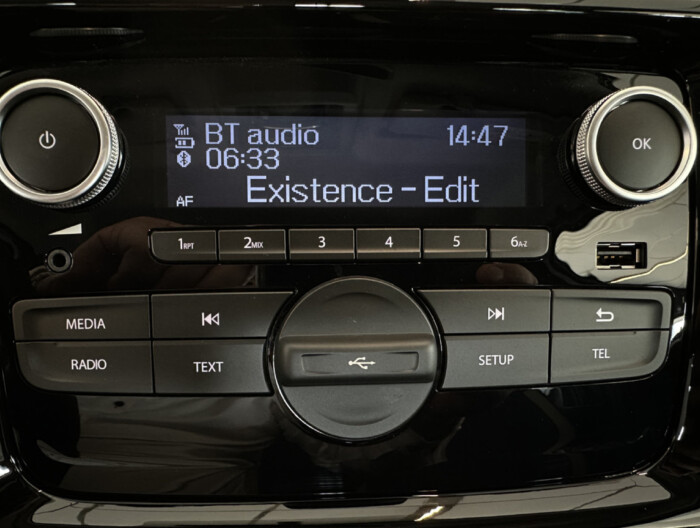 BT audio 14:47
06:33
Existence - Edit
AF
OK
1RPT 2MIX 3 4 5 6A-Z
MEDIA
RADIO TEXT SETUP TEL